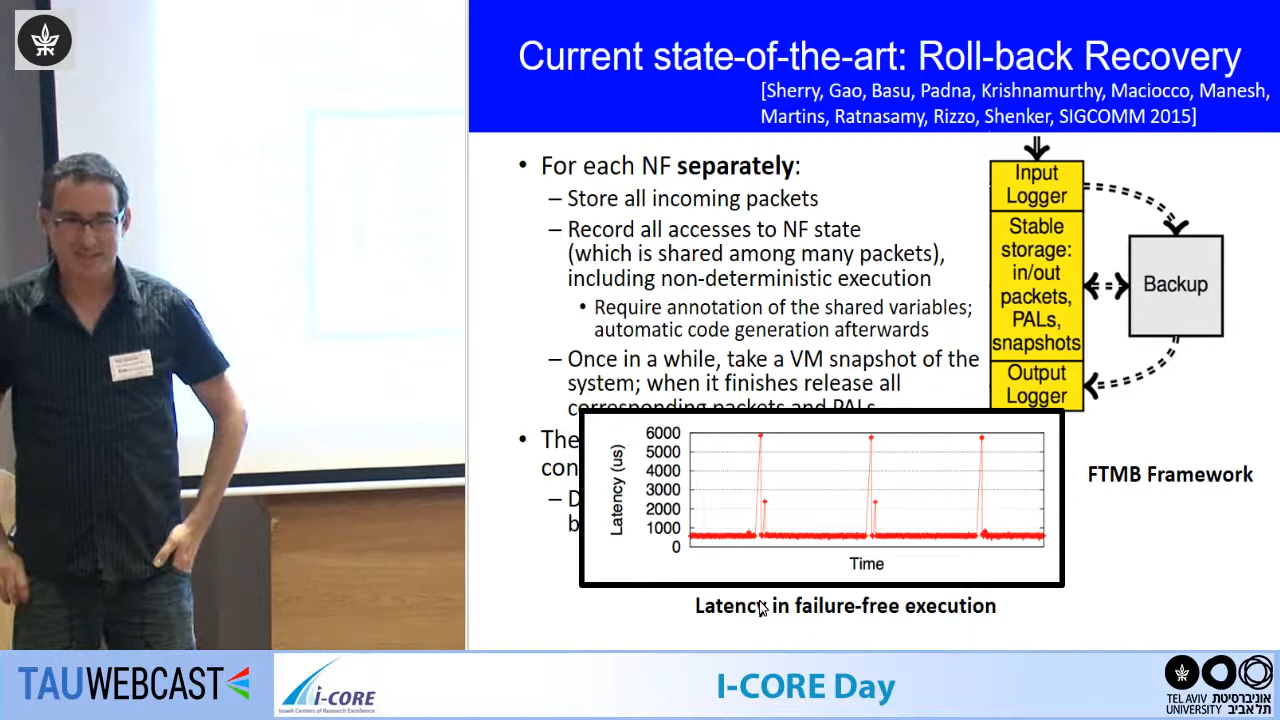 Current state-of-the-art: Roll-back Recovery
[Sherry, Gao, Basu, Padna, Krishnamurthy, Maciocco, Manesh,
Martins, Ratnasamy, Rizzo, Shenker, SIGCOMM 2015]
• For each NF separately:
– Store all incoming packets
– Record all accesses to NF state
(which is shared among many packets),
including non-deterministic execution
• Require annotation of the shared variables;
automatic code generation afterwards
– Once in a while, take a VM snapshot of the
system; when it finishes release all
corresponding packets and PALs
• The
con
– D
b
Input
Logger
Stable
storage:
in/out
packets,
PALs,
snapshots
Output
Logger
Backup
FTMB Framework
Latency (us)
6000
5000
4000
3000
2000
1000
0
Time
Latency in failure-free execution
TAUWEBCAST
i-CORE
Israeli Centers of Research Excellence
I-CORE Day
TEL AVIV אוניברסיטת
UNIVERSITY תל אביב